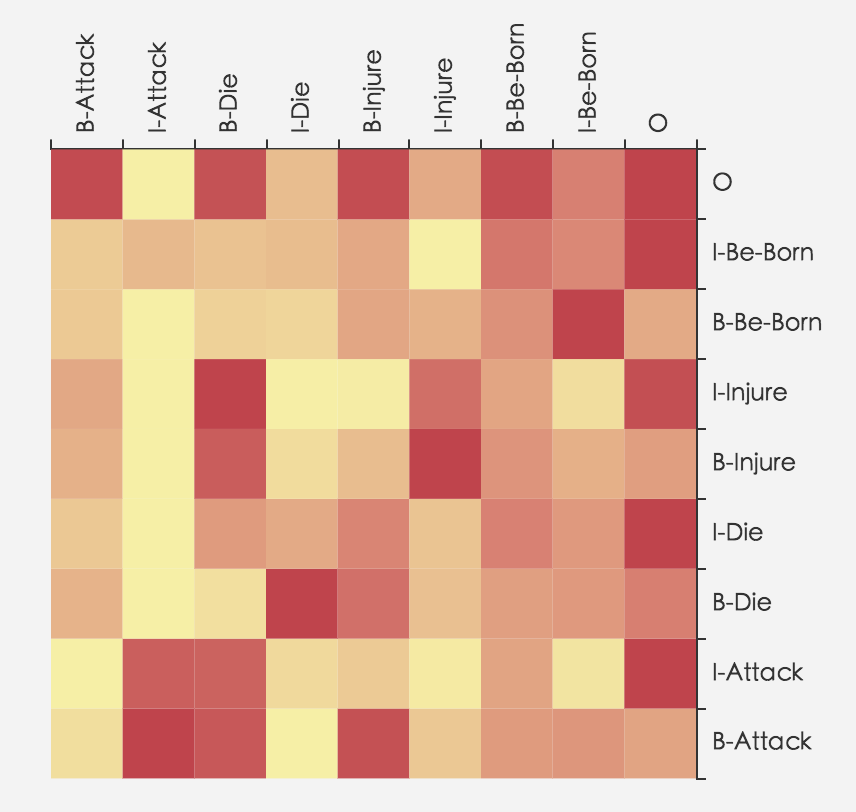 B-Attack
I-Attack
B-Die
I-Die
B-Injure
I-Injure
B-Be-Born
I-Be-Born
O
O
I-Be-Born
B-Be-Born
I-Injure
B-Injure
I-Die
B-Die
I-Attack
B-Attack